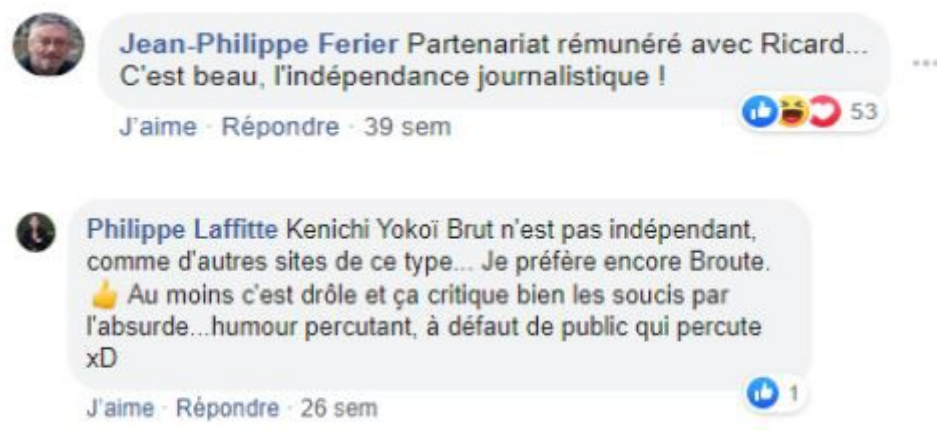 Jean-Philippe Ferier Partenariat rémunéré avec Ricard...
C'est beau, l'indépendance journalistique !
53
J'aime · Répondre · 39 sem
Philippe Laffitte Kenichi Yokoï Brut n'est pas indépendant,
comme d'autres sites de ce type... Je préfère encore Broute.
👍 Au moins c'est drôle et ça critique bien les soucis par
l'absurde...humour percutant, à défaut de public qui percute
xD
1
J'aime · Répondre · 26 sem